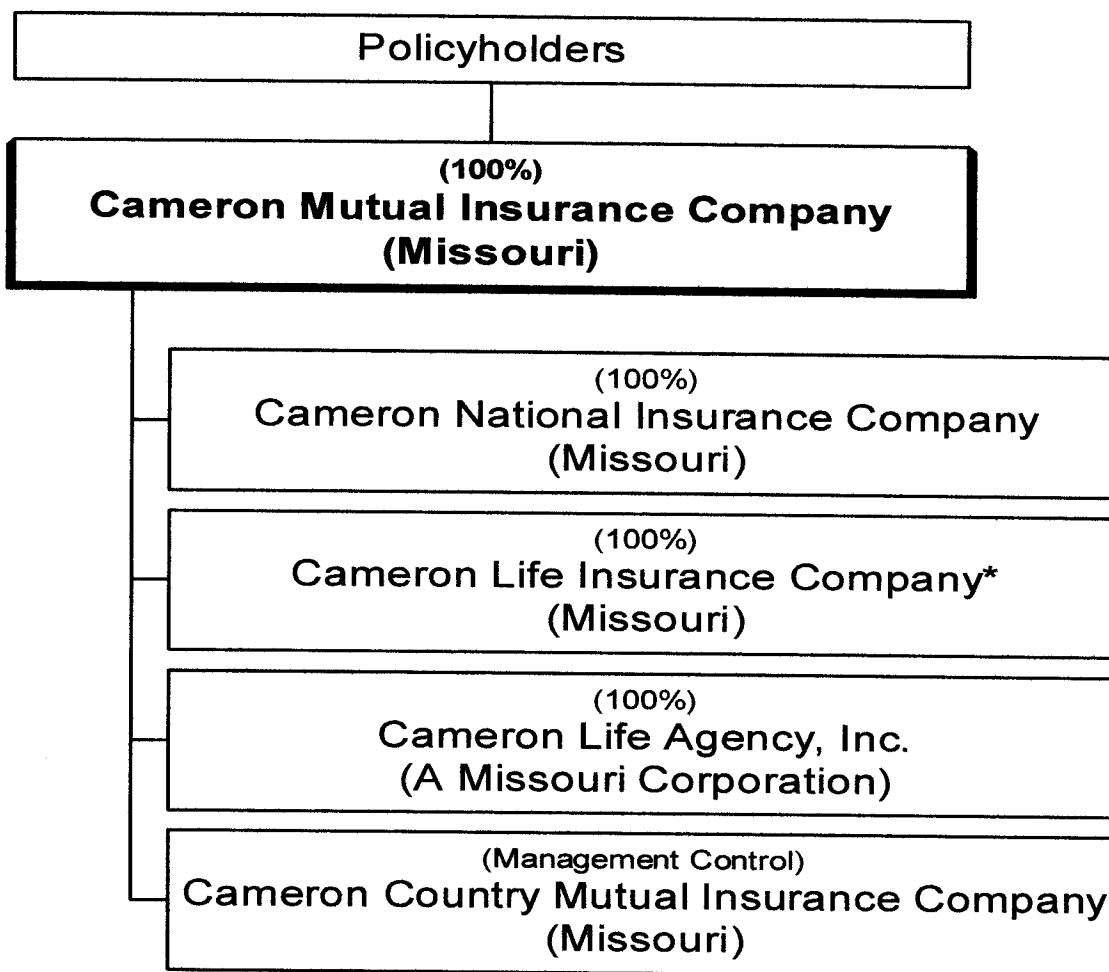 Policyholders
(100%)
Cameron Mutual Insurance Company
(Missouri)
(100%)
Cameron National Insurance Company
(Missouri)
(100%)
Cameron Life Insurance Company*
(Missouri)
(100%)
Cameron Life Agency, Inc.
(A Missouri Corporation)
(Management Control)
Cameron Country Mutual Insurance Company
(Missouri)